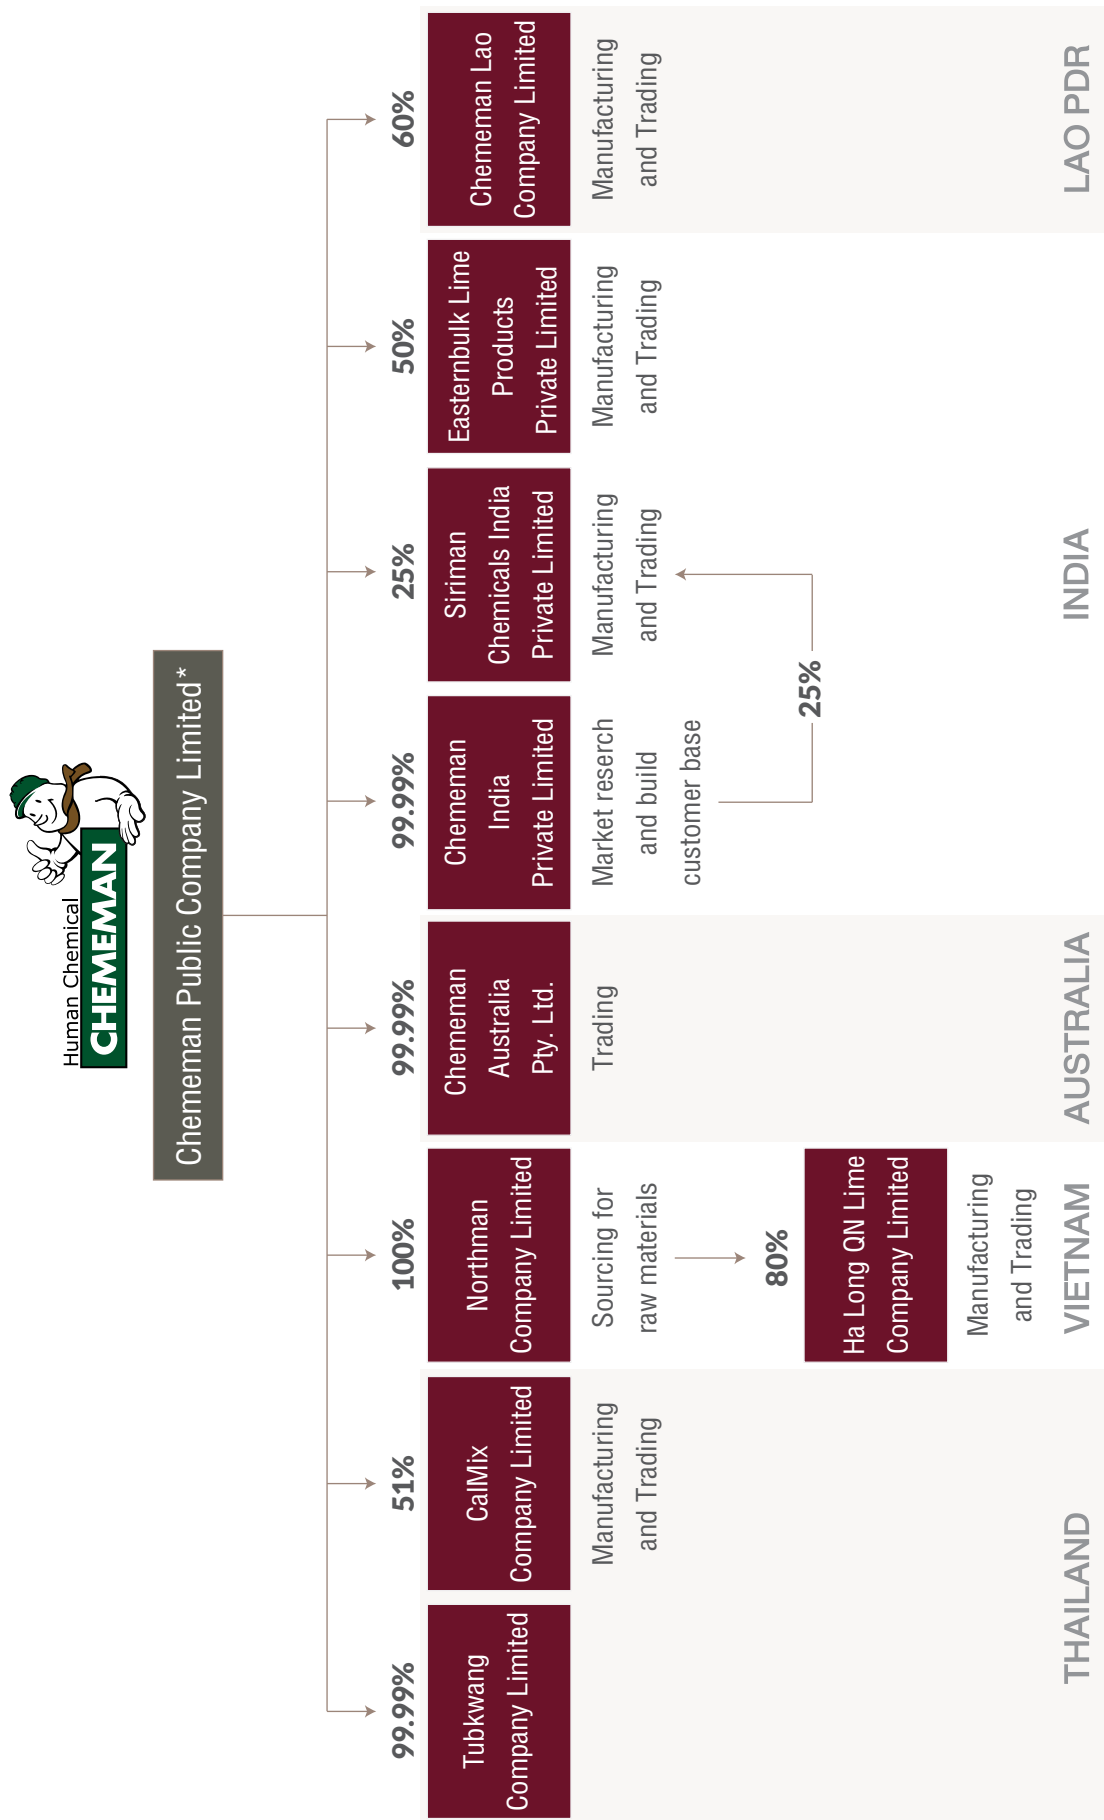 Human Chemical
CHEMEMAN
Chememan Public Company Limited*
99.99%
Tubkwang
Company Limited
51%
CalMix
Company Limited
Manufacturing
and Trading
THAILAND
100%
Northman
Company Limited
Sourcing for
raw materials
80%
Ha Long QN Lime
Company Limited
Manufacturing
and Trading
VIETNAM
99.99%
Chememan
Australia
Pty. Ltd.
Trading
AUSTRALIA
99.99%
Chememan
India
Private Limited
Market reserch
and build
customer base
25%
25%
Siriman
Chemicals India
Private Limited
Manufacturing
and Trading
50%
Easternbulk Lime
Products
Private Limited
Manufacturing
and Trading
INDIA
60%
Chememan Lao
Company Limited
Manufacturing
and Trading
LAO PDR